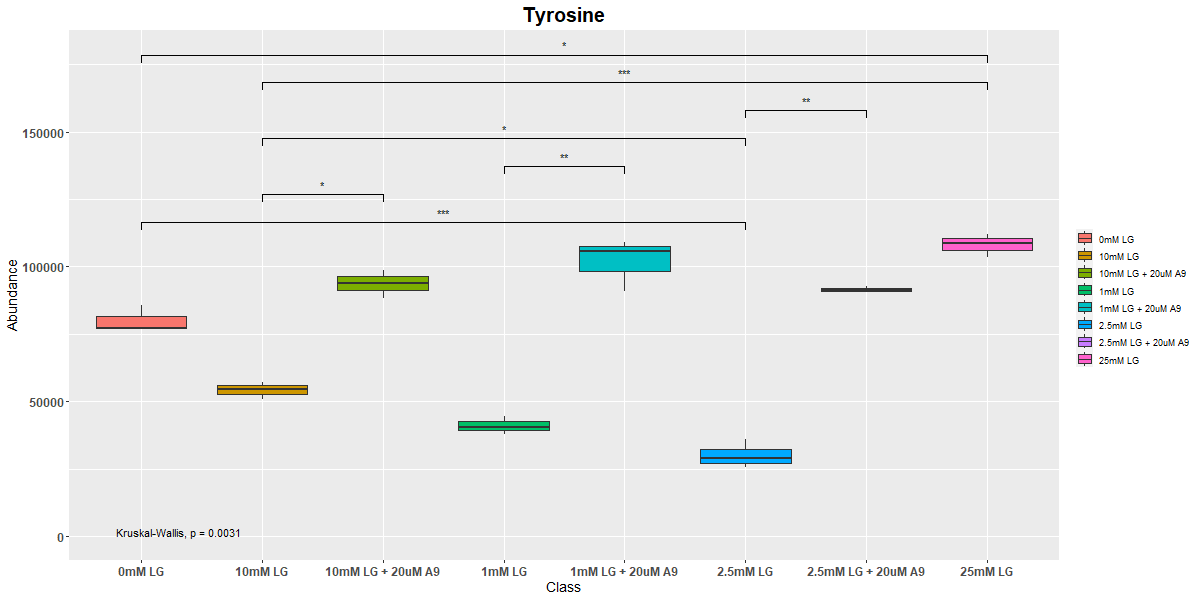 Tyrosine
*
***
**
*
**
*
***
150000
100000
50000
0
Abundance
Kruskal-Wallis, p = 0.0031
0mM LG
10mM LG
10mM LG + 20uM A9
1mM LG
1mM LG + 20uM A9
2.5mM LG
2.5mM LG + 20uM A9
25mM LG
Class
0mM LG
10mM LG
10mM LG + 20uM A9
1mM LG
1mM LG + 20uM A9
2.5mM LG
2.5mM LG + 20uM A9
25mM LG